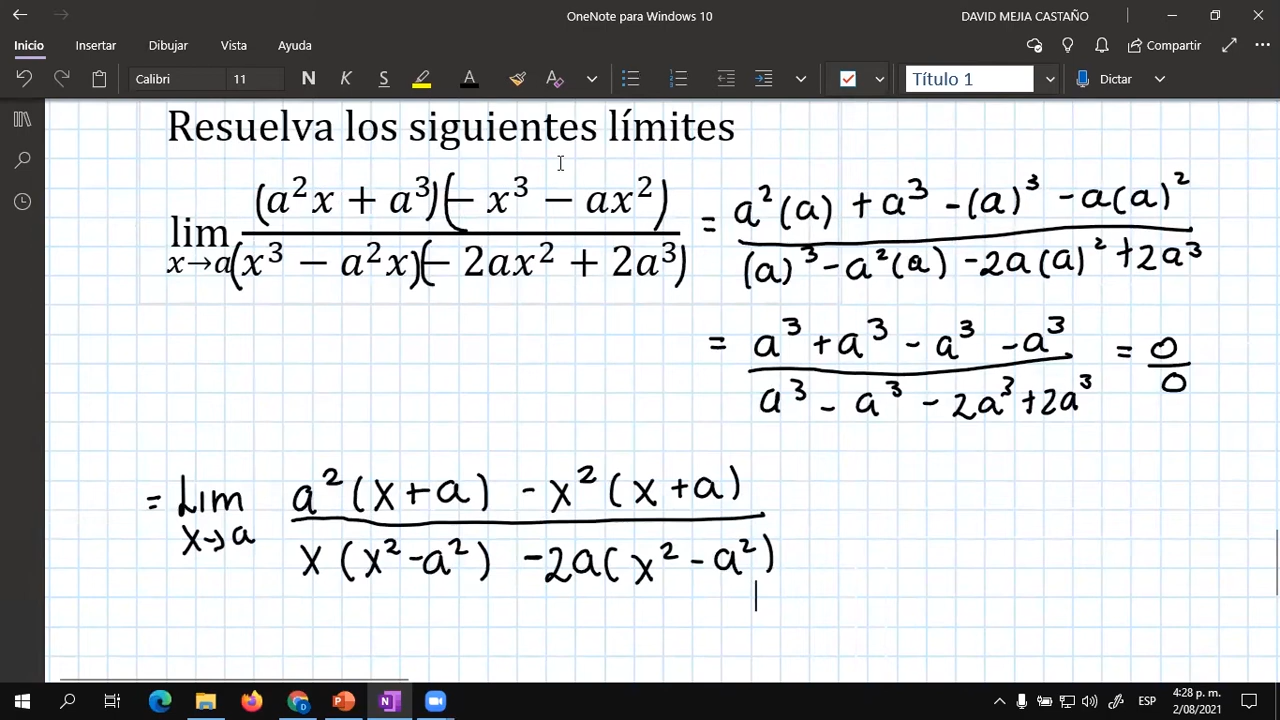 OneNote para Windows 10
DAVID MEJIA CASTAÑO
Inicio Insertar Dibujar Vista Ayuda
Compartir
Calibri 11 N K S A Título 1 Dictar
Resuelva los siguientes límites
lim x→a (a²x + a³)(− x³ − ax²) / (x³ − a²x)(− 2ax² + 2a³) = a²(a) + a³ -(a)³ -a(a)² / (a)³ - a²(a) -2a(a)² +2a³
= a³ + a³ - a³ - a³ / a³ - a³ - 2a³ + 2a³ = 0/0
= Lim x→a a²(x+a) - x²(x+a) / x(x²-a²) -2a(x²-a²)
ESP
4:28 p. m.
2/08/2021